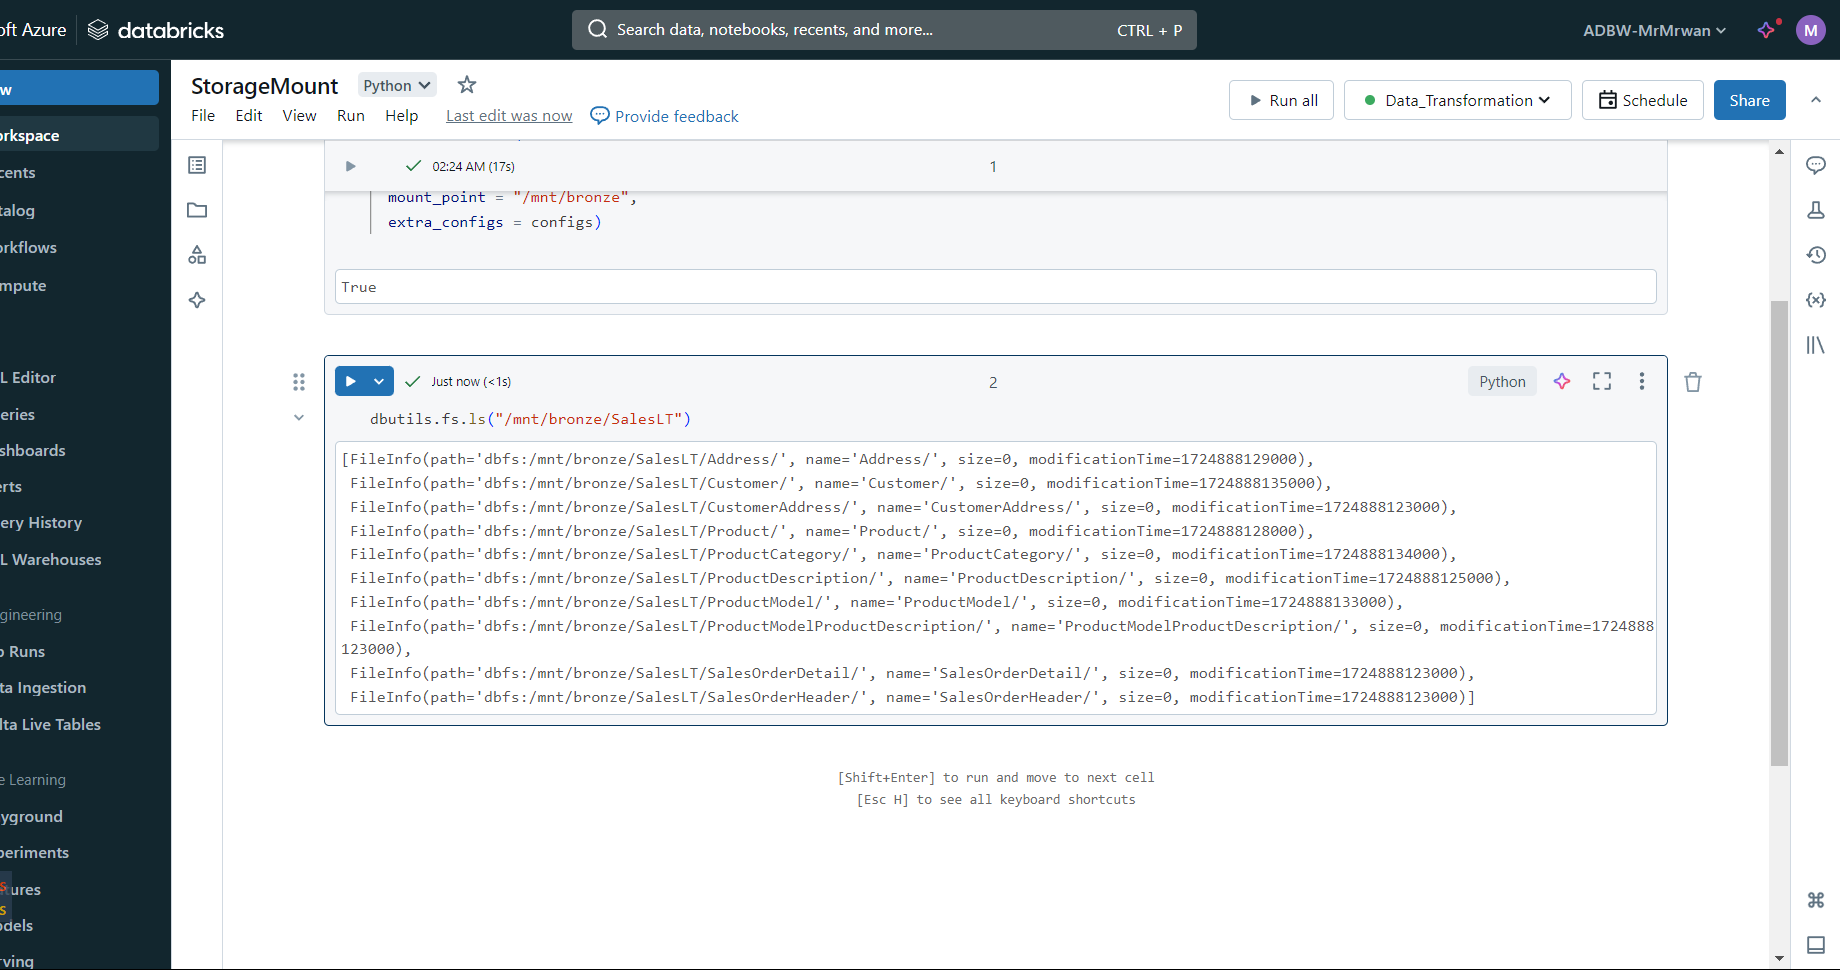 oft Azure
databricks
Search data, notebooks, recents, and more...
CTRL + P
ADBW-MrMrwan
M
StorageMount
Python
File Edit View Run Help
Last edit was now
Provide feedback
Run all
Data_Transformation
Schedule
Share
w
orkspace
cents
talog
orkflows
mpute
L Editor
eries
shboards
erts
ery History
L Warehouses
gineering
b Runs
ta Ingestion
lta Live Tables
e Learning
yground
periments
tures
odels
rving
02:24 AM (17s)
1
mount_point = "/mnt/bronze",
extra_configs = configs)
True
Just now (<1s)
2
Python
dbutils.fs.ls("/mnt/bronze/SalesLT")
[FileInfo(path='dbfs:/mnt/bronze/SalesLT/Address/', name='Address/', size=0, modificationTime=1724888129000),
FileInfo(path='dbfs:/mnt/bronze/SalesLT/Customer/', name='Customer/', size=0, modificationTime=1724888135000),
FileInfo(path='dbfs:/mnt/bronze/SalesLT/CustomerAddress/', name='CustomerAddress/', size=0, modificationTime=1724888123000),
FileInfo(path='dbfs:/mnt/bronze/SalesLT/Product/', name='Product/', size=0, modificationTime=1724888128000),
FileInfo(path='dbfs:/mnt/bronze/SalesLT/ProductCategory/', name='ProductCategory/', size=0, modificationTime=1724888134000),
FileInfo(path='dbfs:/mnt/bronze/SalesLT/ProductDescription/', name='ProductDescription/', size=0, modificationTime=1724888125000),
FileInfo(path='dbfs:/mnt/bronze/SalesLT/ProductModel/', name='ProductModel/', size=0, modificationTime=1724888133000),
FileInfo(path='dbfs:/mnt/bronze/SalesLT/ProductModelProductDescription/', name='ProductModelProductDescription/', size=0, modificationTime=1724888
123000),
FileInfo(path='dbfs:/mnt/bronze/SalesLT/SalesOrderDetail/', name='SalesOrderDetail/', size=0, modificationTime=1724888123000),
FileInfo(path='dbfs:/mnt/bronze/SalesLT/SalesOrderHeader/', name='SalesOrderHeader/', size=0, modificationTime=1724888123000)]
[Shift+Enter] to run and move to next cell
[Esc H] to see all keyboard shortcuts